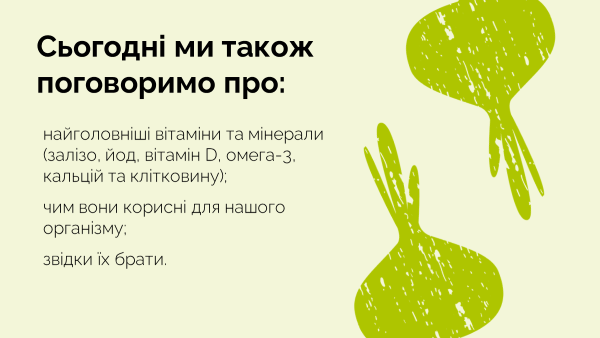 Сьогодні ми також
поговоримо про:
найголовніші вітаміни та мінерали
(залізо, йод, вітамін D, омега-3,
кальцій та клітковину);
чим вони корисні для нашого
організму;
звідки їх брати.